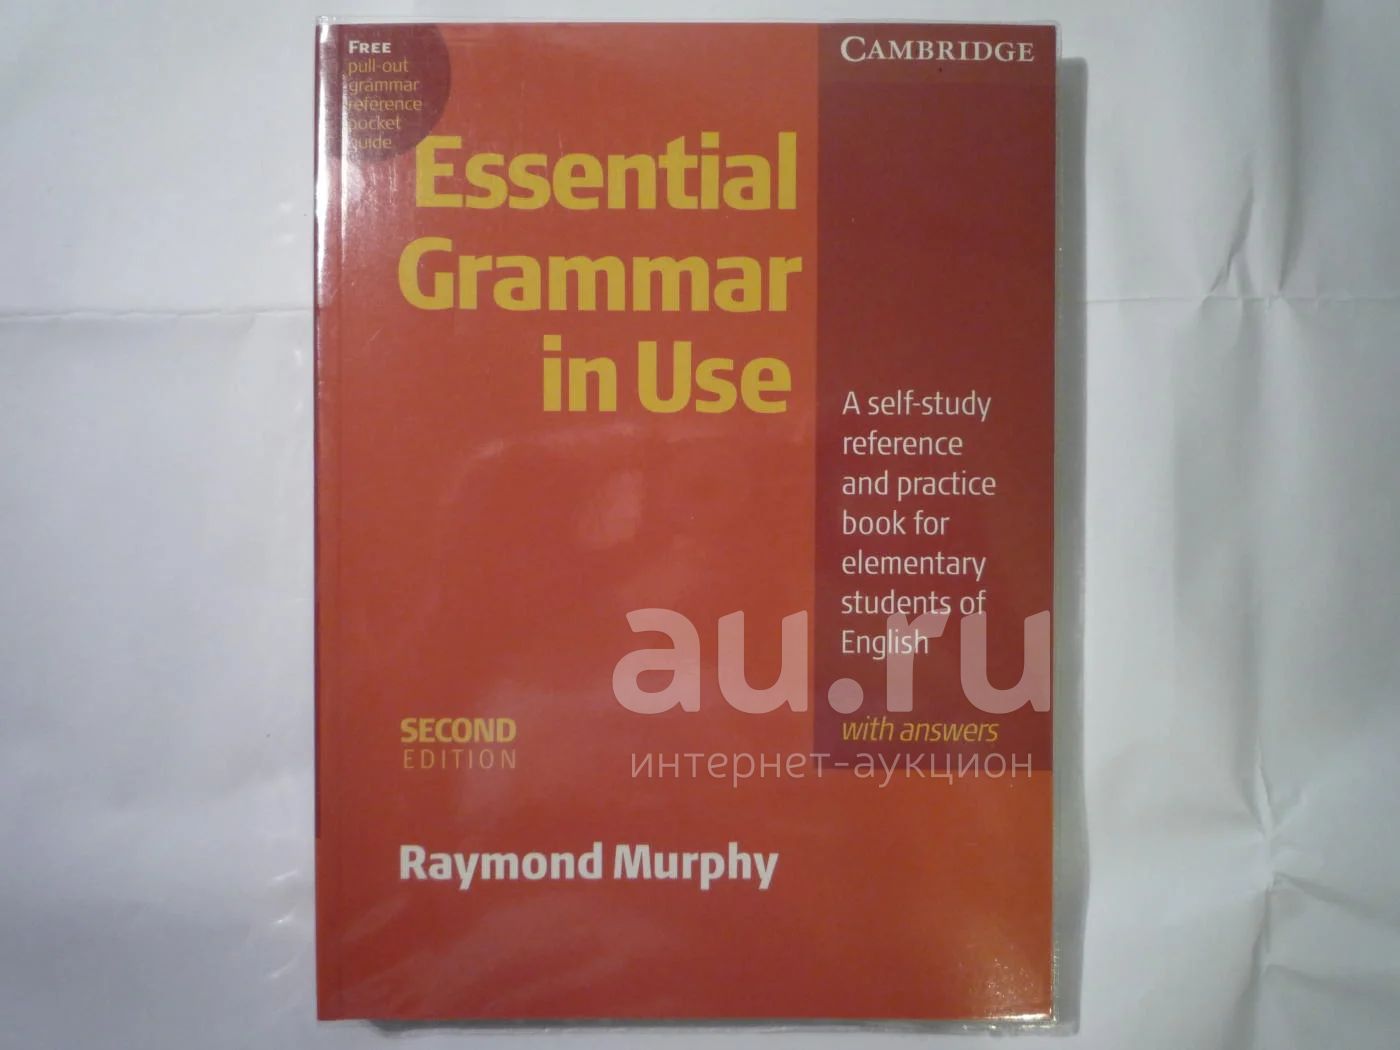 FREE
pull-out
grammar
reference
pocket
guide
CAMBRIDGE
Essential
Grammar
in Use
A self-study
reference
and practice
book for
elementary
students of
English
with answers
SECOND
EDITION
Raymond Murphy
au.ru
интернет-аукцион